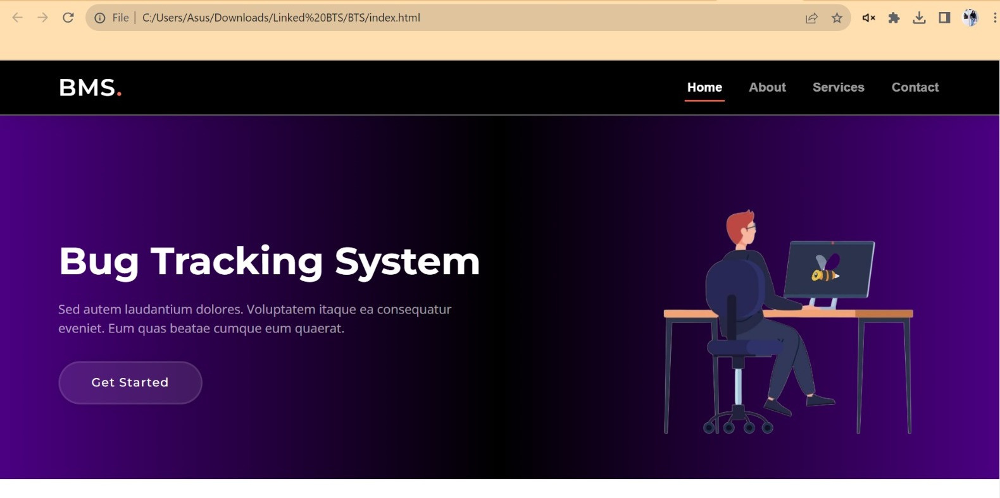 File C:/Users/Asus/Downloads/Linked%20BTS/BTS/index.html
BMS.
Home About Services Contact
Bug Tracking System
Sed autem laudantium dolores. Voluptatem itaque ea consequatur
eveniet. Eum quas beatae cumque eum quaerat.
Get Started